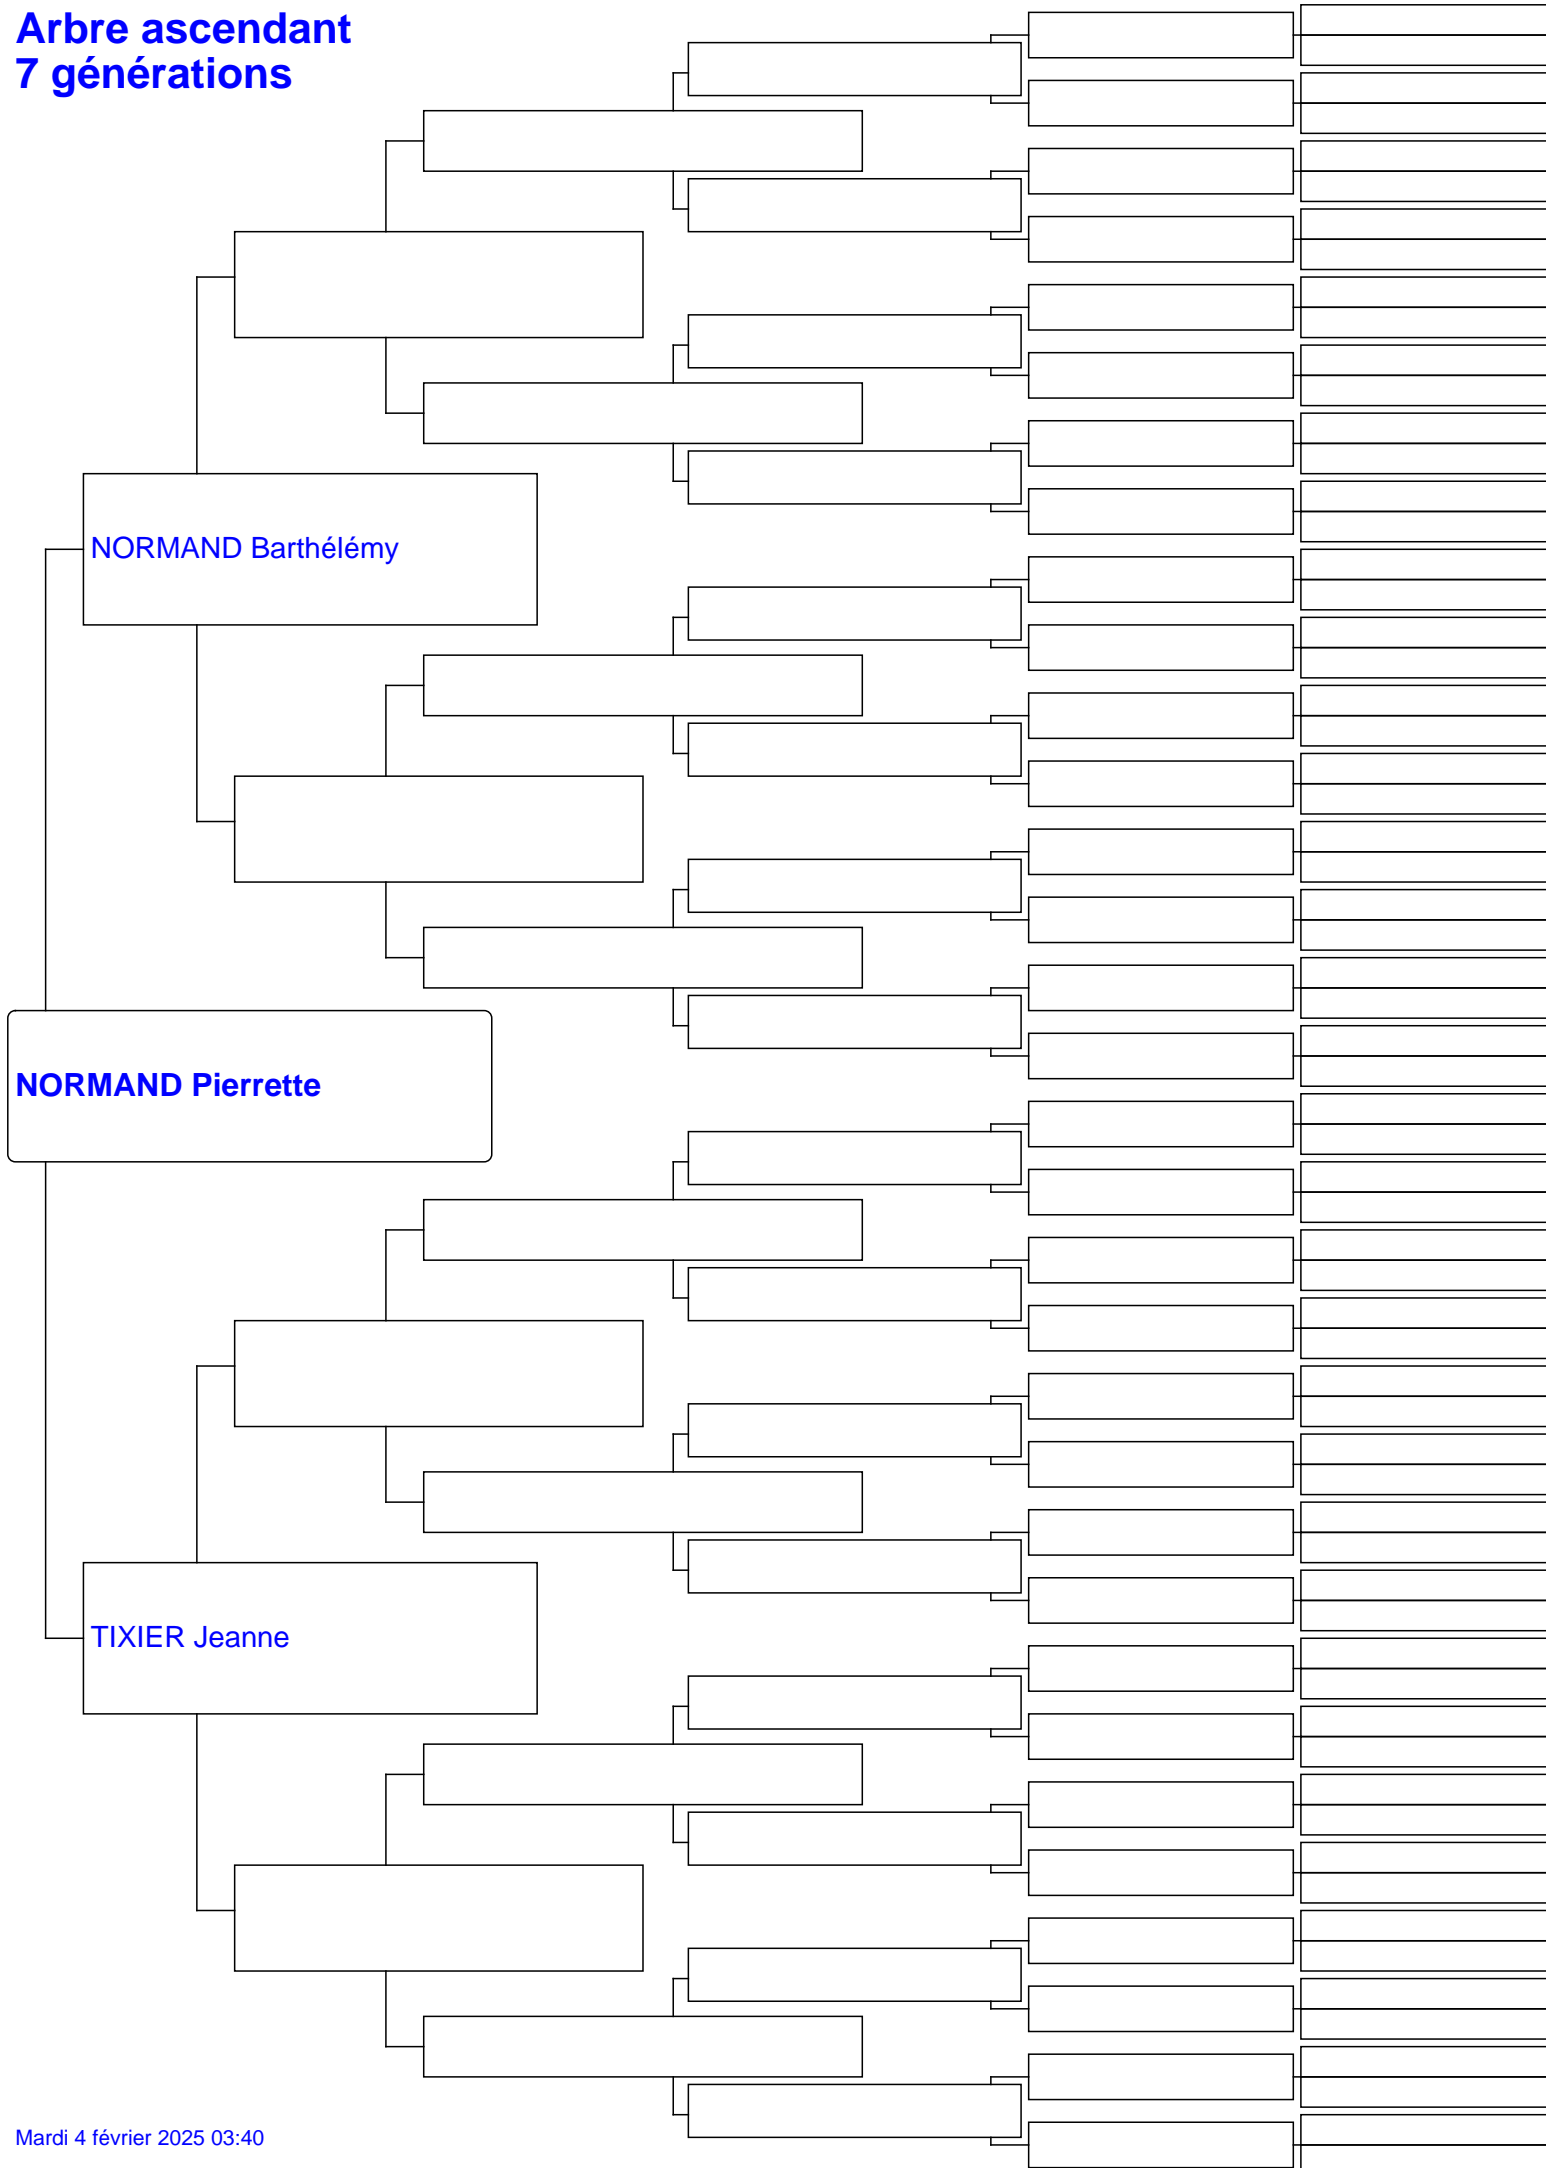 Arbre ascendant
7 générations
NORMAND Barthélémy
NORMAND Pierrette
TIXIER Jeanne
Mardi 4 février 2025 03:40